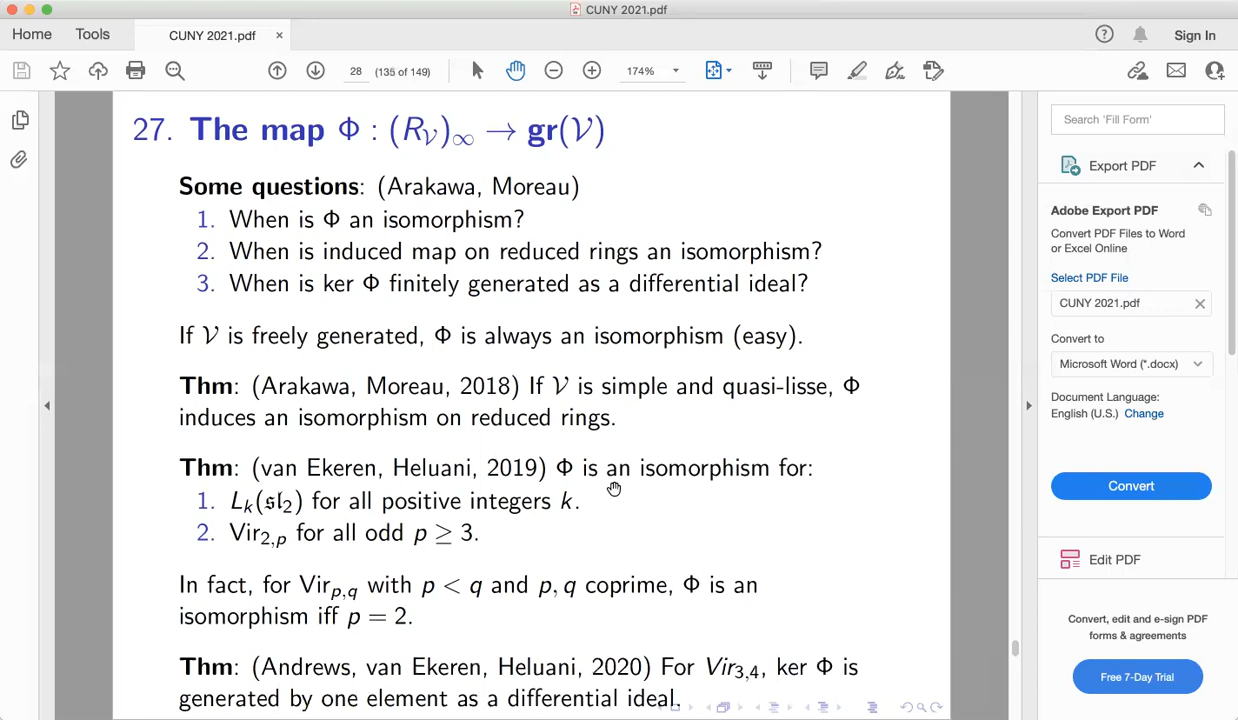 CUNY 2021.pdf
Home Tools CUNY 2021.pdf × Sign In
28 (135 of 149) 174%
27. The map Φ : (R_𝒱)_∞ → gr(𝒱)
Some questions: (Arakawa, Moreau)
1. When is Φ an isomorphism?
2. When is induced map on reduced rings an isomorphism?
3. When is ker Φ finitely generated as a differential ideal?
If 𝒱 is freely generated, Φ is always an isomorphism (easy).
Thm: (Arakawa, Moreau, 2018) If 𝒱 is simple and quasi-lisse, Φ
induces an isomorphism on reduced rings.
Thm: (van Ekeren, Heluani, 2019) Φ is an isomorphism for:
1. L_k(𝔰𝔩_2) for all positive integers k.
2. Vir_{2,p} for all odd p ≥ 3.
In fact, for Vir_{p,q} with p < q and p, q coprime, Φ is an
isomorphism iff p = 2.
Thm: (Andrews, van Ekeren, Heluani, 2020) For Vir_{3,4}, ker Φ is
generated by one element as a differential ideal.
Search 'Fill Form'
Export PDF
Adobe Export PDF
Convert PDF Files to Word
or Excel Online
Select PDF File
CUNY 2021.pdf ×
Convert to
Microsoft Word (*.docx)
Document Language:
English (U.S.) Change
Convert
Edit PDF
Convert, edit and e-sign PDF
forms & agreements
Free 7-Day Trial